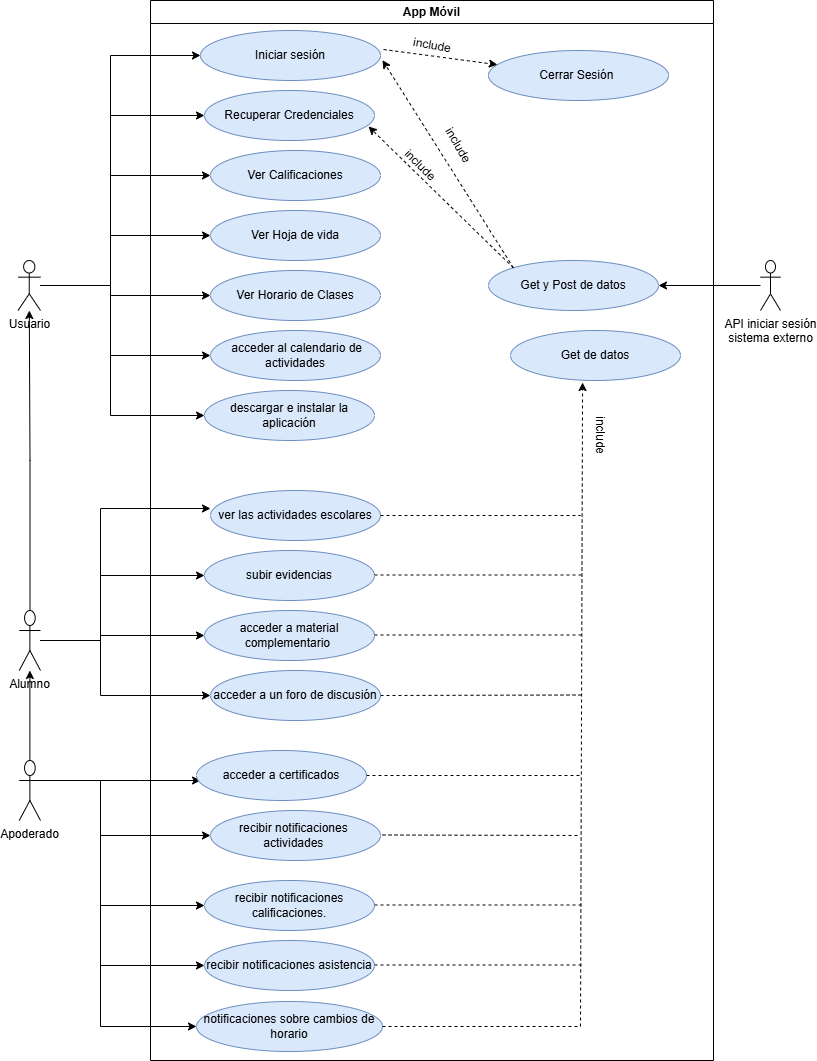 App Móvil
Iniciar sesión
include
Cerrar Sesión
Recuperar Credenciales
include
include
Ver Calificaciones
Ver Hoja de vida
Usuario
Ver Horario de Clases
Get y Post de datos
API iniciar sesión
sistema externo
acceder al calendario de
actividades
Get de datos
descargar e instalar la
aplicación
include
ver las actividades escolares
subir evidencias
acceder a material
complementario
Alumno
acceder a un foro de discusión
acceder a certificados
Apoderado
recibir notificaciones
actividades
recibir notificaciones
calificaciones.
recibir notificaciones asistencia
notificaciones sobre cambios de
horario